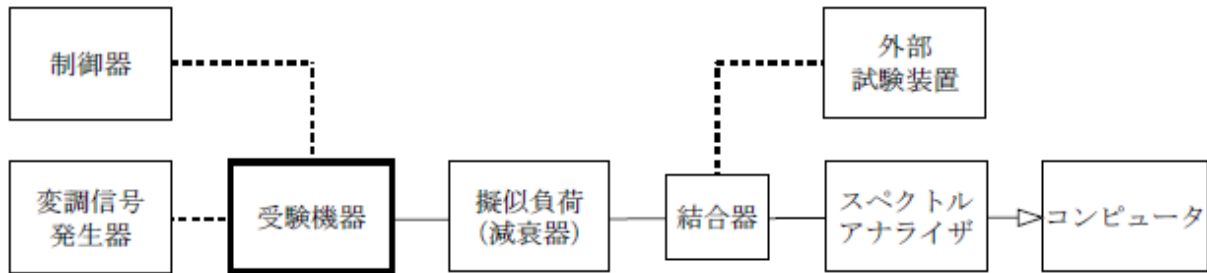 制御器
外部
試験装置
変調信号
発生器
受験機器
擬似負荷
(減衰器)
結合器
スペクトル
アナライザ
コンピュータ